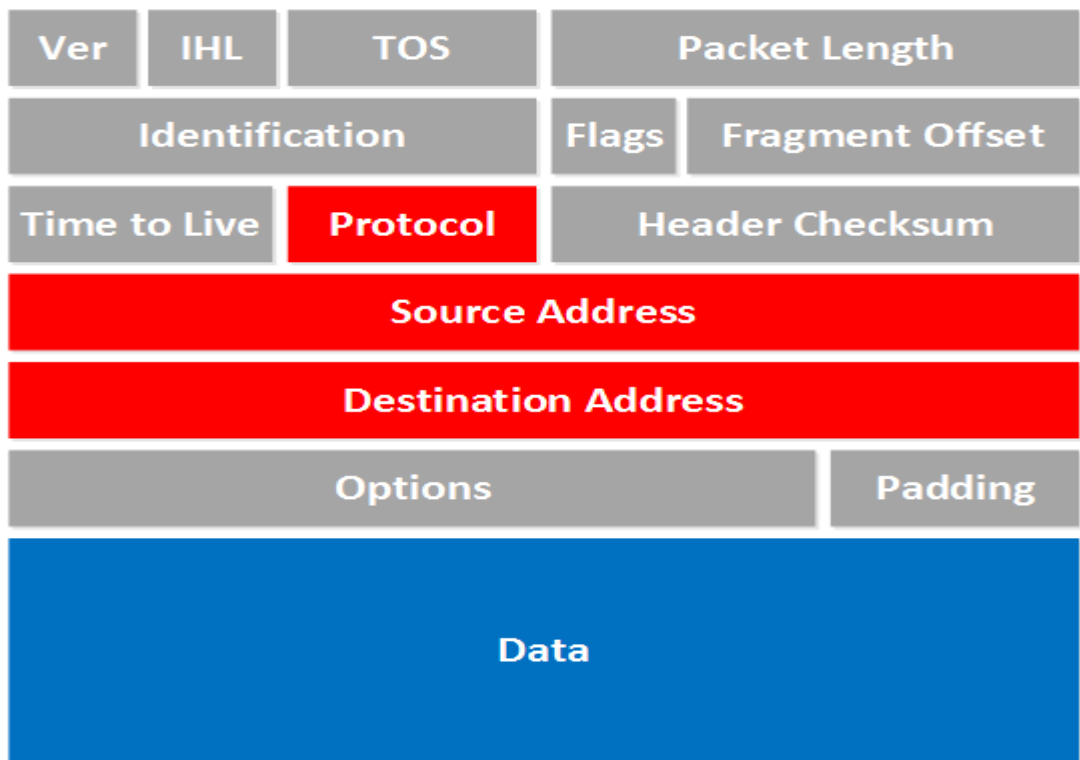 Ver IHL TOS Packet Length
Identification Flags Fragment Offset
Time to Live Protocol Header Checksum
Source Address
Destination Address
Options Padding
Data